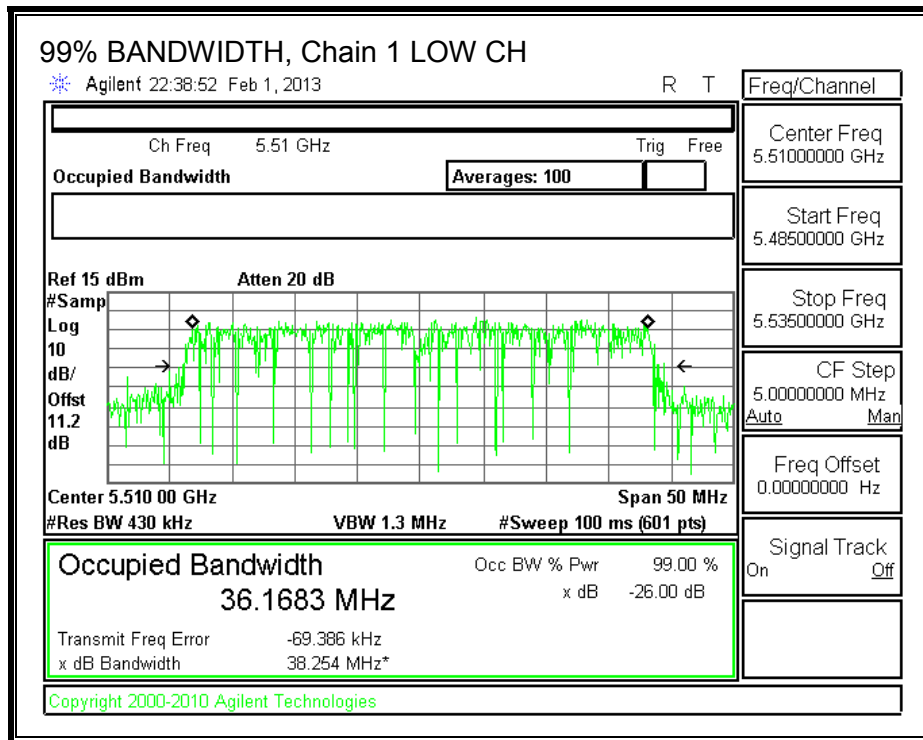 99% BANDWIDTH, Chain 1 LOW CH
Agilent 22:38:52 Feb 1, 2013 R T
Freq/Channel
Ch Freq 5.51 GHz Trig Free
Occupied Bandwidth Averages: 100
Center Freq
5.51000000 GHz
Start Freq
5.48500000 GHz
Stop Freq
5.53500000 GHz
CF Step
5.00000000 MHz
Auto Man
Freq Offset
0.00000000 Hz
Signal Track
On Off
Ref 15 dBm Atten 20 dB
#Samp
Log
10
dB/
Offst
11.2
dB
Center 5.510 00 GHz Span 50 MHz
#Res BW 430 kHz VBW 1.3 MHz #Sweep 100 ms (601 pts)
Occupied Bandwidth Occ BW % Pwr 99.00 %
36.1683 MHz x dB -26.00 dB
Transmit Freq Error -69.386 kHz
x dB Bandwidth 38.254 MHz*
Copyright 2000-2010 Agilent Technologies